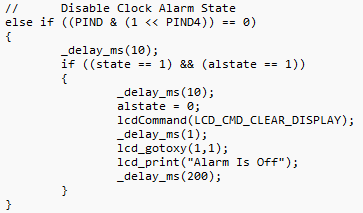 //      Disable Clock Alarm State
else if ((PIND & (1 << PIND4)) == 0)
{
        _delay_ms(10);
        if ((state == 1) && (alstate == 1))
        {
                _delay_ms(10);
                alstate = 0;
                lcdCommand(LCD_CMD_CLEAR_DISPLAY);
                _delay_ms(1);
                lcd_gotoxy(1,1);
                lcd_print("Alarm Is Off");
                _delay_ms(200);
        }
}